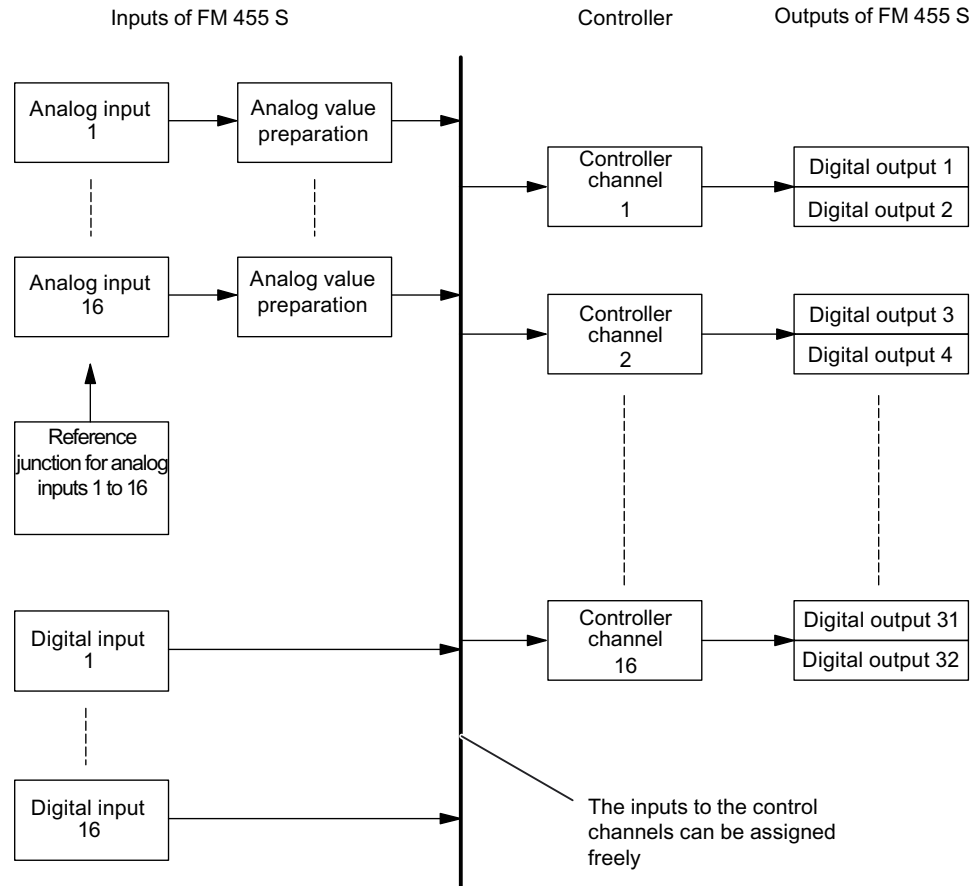 Inputs of FM 455 S
Controller
Outputs of FM 455 S
Analog input
1
Analog value
preparation
Analog input
16
Analog value
preparation
Reference
junction for analog
inputs 1 to 16
Digital input
1
Digital input
16
Controller
channel
1
Digital output 1
Digital output 2
Controller
channel
2
Digital output 3
Digital output 4
Controller
channel
16
Digital output 31
Digital output 32
The inputs to the control
channels can be assigned
freely